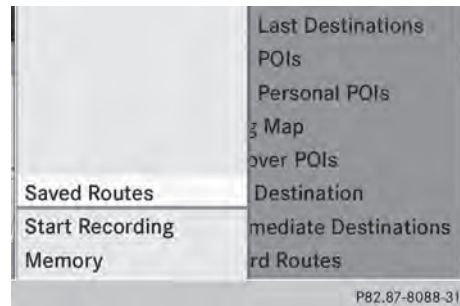 Last Destinations
POIs
Personal POIs
g Map
over POIs
Saved Routes
Destination
Start Recording
mediate Destinations
Memory
rd Routes
P82.87-8088-31